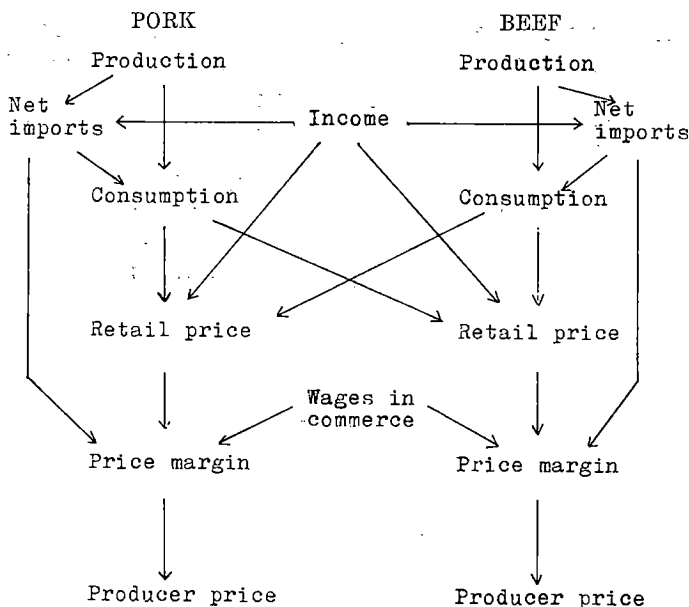 PORK
BEEF
Production
Production
Net
imports
Income
Net
imports
Consumption
Consumption
Retail price
Retail price
Wages in
commerce
Price margin
Price margin
Producer price
Producer price